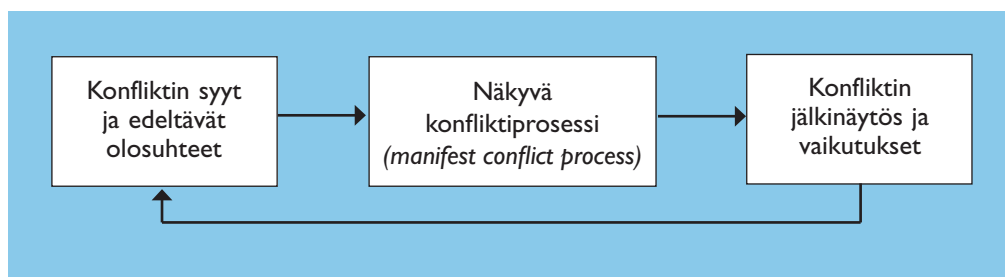 Konfliktin syyt
ja edeltävät
olosuhteet
Näkyvä
konfliktiprosessi
(manifest conflict process)
Konfliktin
jälkinäytös ja
vaikutukset